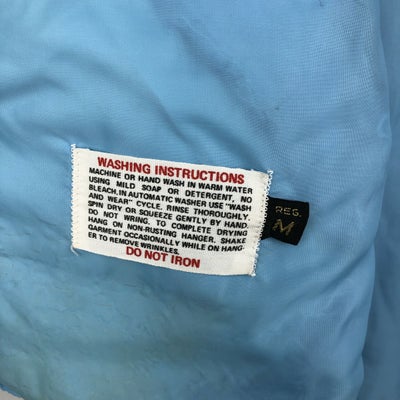 WASHING INSTRUCTIONS
MACHINE OR HAND WASH IN WARM WATER
USING MILD SOAP OR DETERGENT, NO
BLEACH. IN AUTOMATIC WASHER USE "WASH
AND WEAR" CYCLE. RINSE THOROUGHLY.
SPIN DRY OR SQUEEZE GENTLY BY HAND.
DO NOT WRING. TO COMPLETE DRYING
HANG ON NON-RUSTING HANGER. SHAKE
GARMENT OCCASIONALLY WHILE ON HANG-
ER TO REMOVE WRINKLES.
DO NOT IRON
REG.
M